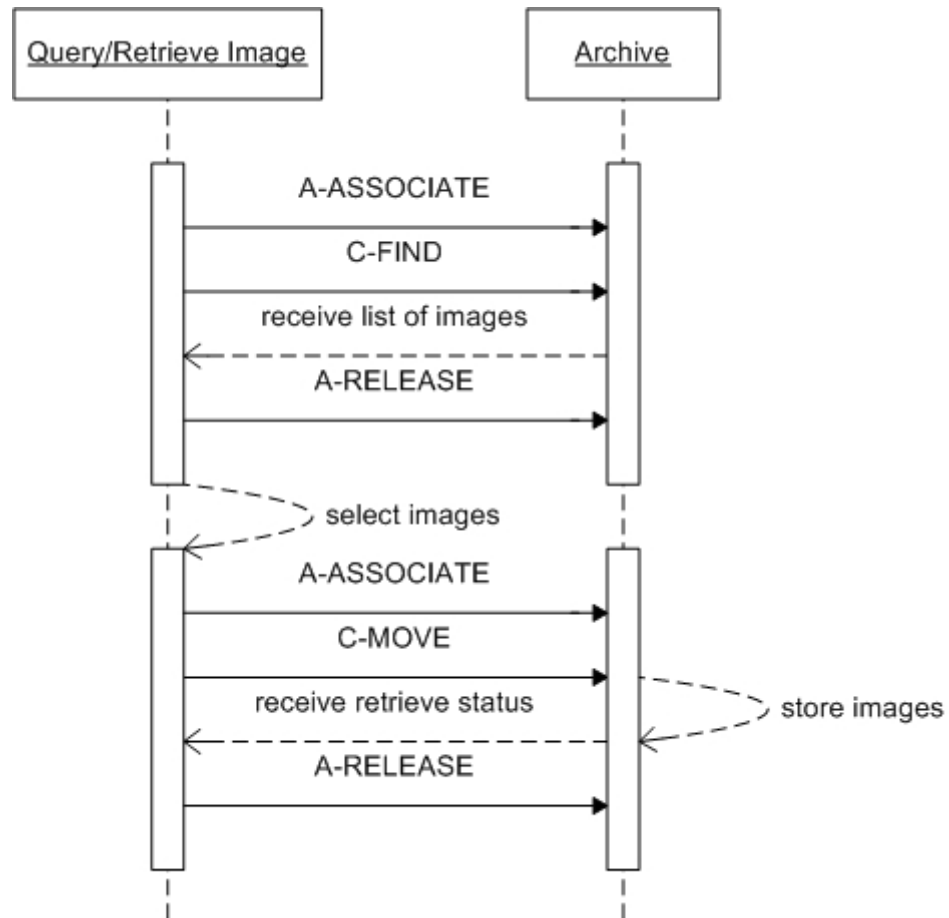 Query/Retrieve Image
Archive
A-ASSOCIATE
C-FIND
receive list of images
A-RELEASE
select images
A-ASSOCIATE
C-MOVE
receive retrieve status
store images
A-RELEASE